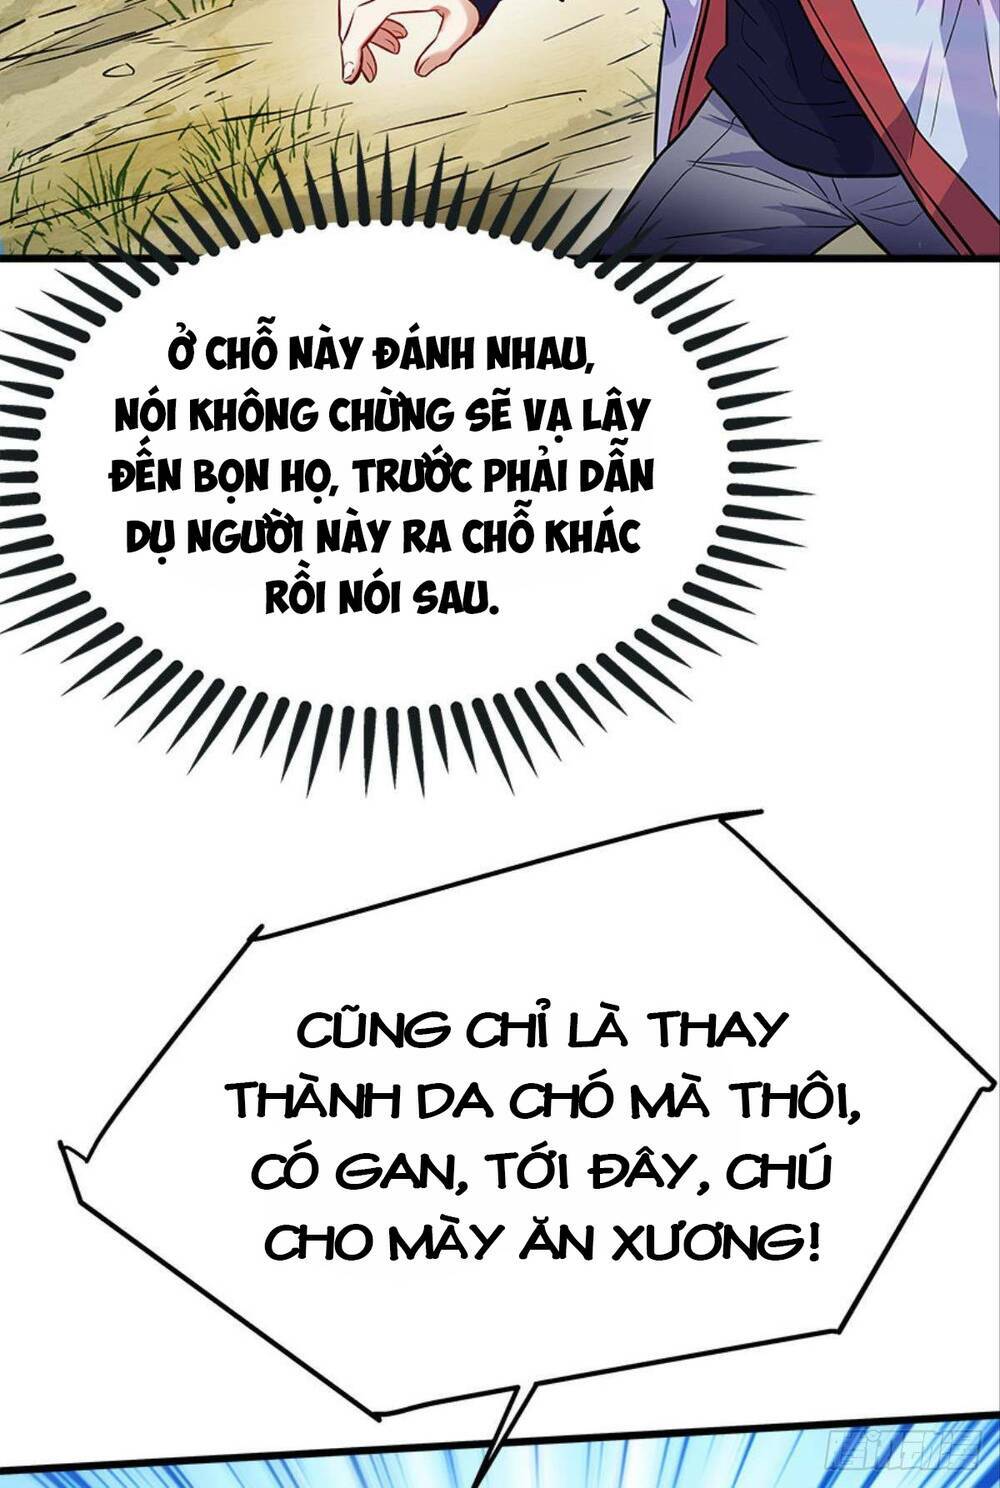 Ở CHỖ NÀY ĐÁNH NHAU,
NÓI KHÔNG CHỪNG SẼ VẠ LÂY
ĐẾN BỌN HỌ, TRƯỚC PHẢI DẪN
DỤ NGƯỜI NÀY RA CHỖ KHÁC
RỒI NÓI SAU.
CŨNG CHỈ LÀ THAY
THÀNH DA CHÓ MÀ THÔI,
CÓ GAN, TỚI ĐÂY, CHÚ
CHO MÀY ĂN XƯƠNG!